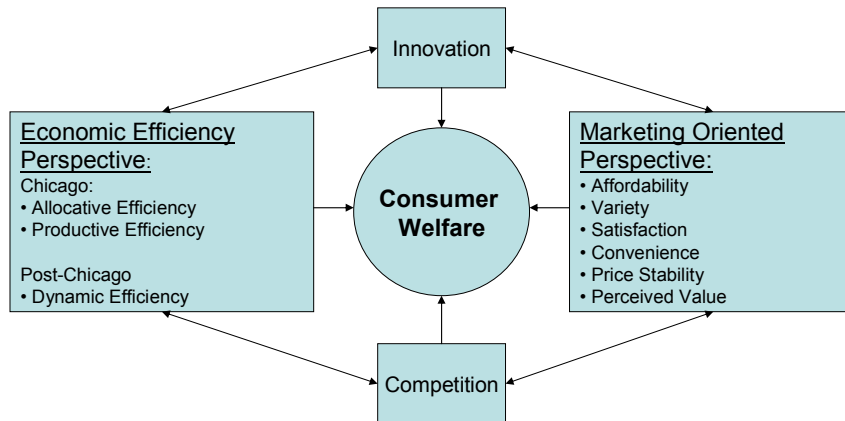 Innovation
Economic Efficiency
Perspective:
Chicago:
• Allocative Efficiency
• Productive Efficiency
Post-Chicago
• Dynamic Efficiency
Consumer
Welfare
Marketing Oriented
Perspective:
• Affordability
• Variety
• Satisfaction
• Convenience
• Price Stability
• Perceived Value
Competition